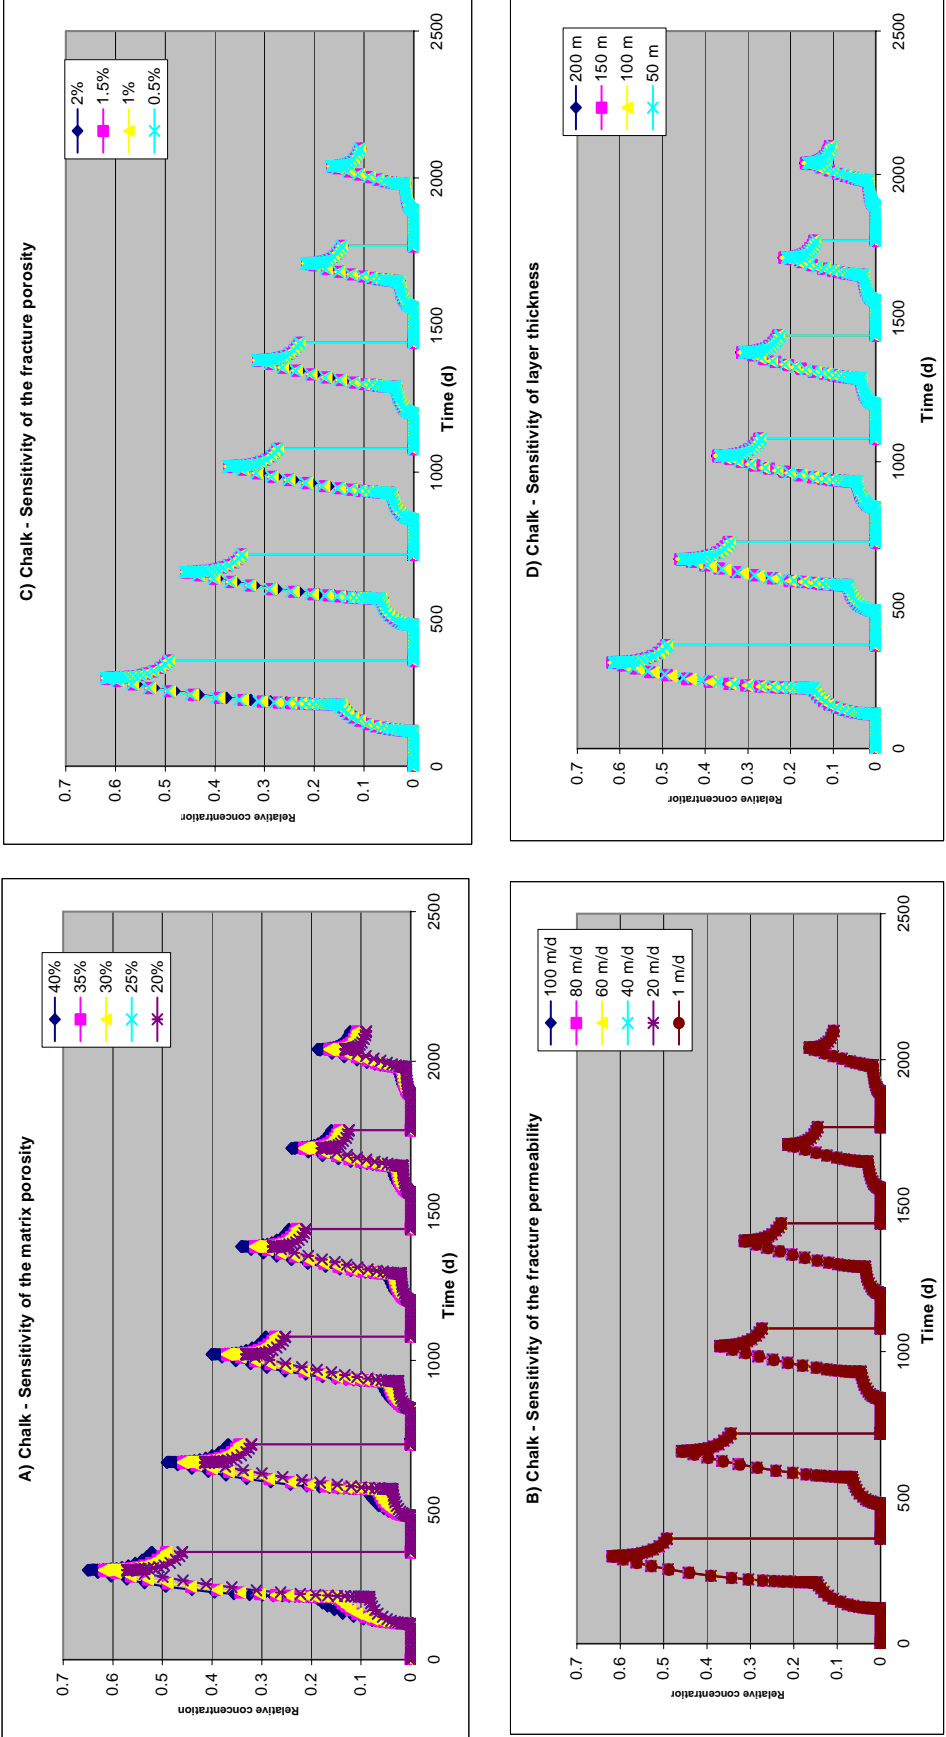 A) Chalk - Sensitivity of the matrix porosity
0.7
0.6
0.5
0.4
0.3
0.2
0.1
0
Relative concentration
0
500
1000
1500
2000
2500
Time (d)
40%
35%
30%
25%
20%
C) Chalk - Sensitivity of the fracture porosity
0.7
0.6
0.5
0.4
0.3
0.2
0.1
0
Relative concentration
0
500
1000
1500
2000
2500
Time (d)
2%
1.5%
1%
0.5%
B) Chalk - Sensitivity of the fracture permeability
0.7
0.6
0.5
0.4
0.3
0.2
0.1
0
Relative concentration
0
500
1000
1500
2000
2500
Time (d)
100 m/d
80 m/d
60 m/d
40 m/d
20 m/d
1 m/d
D) Chalk - Sensitivity of layer thickness
0.7
0.6
0.5
0.4
0.3
0.2
0.1
0
Relative concentration
0
500
1000
1500
2000
2500
Time (d)
200 m
150 m
100 m
50 m